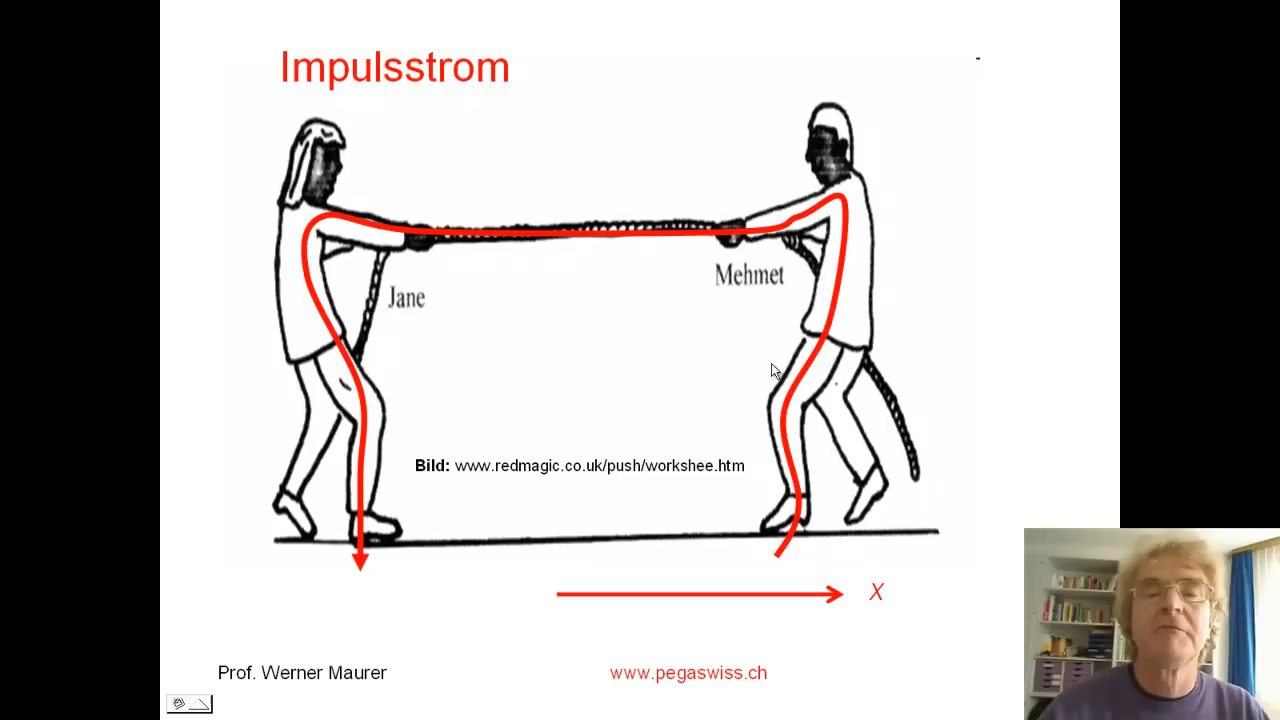 Impulsstrom
Jane
Mehmet
Bild: www.redmagic.co.uk/push/workshee.htm
X
Prof. Werner Maurer
www.pegaswiss.ch